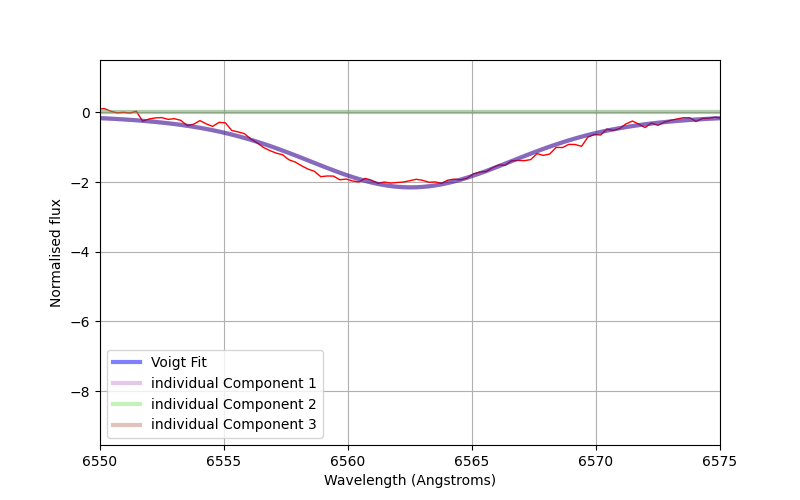 0
−2
−4
−6
−8
Normalised flux
Voigt Fit
individual Component 1
individual Component 2
individual Component 3
6550
6555
6560
6565
6570
6575
Wavelength (Angstroms)